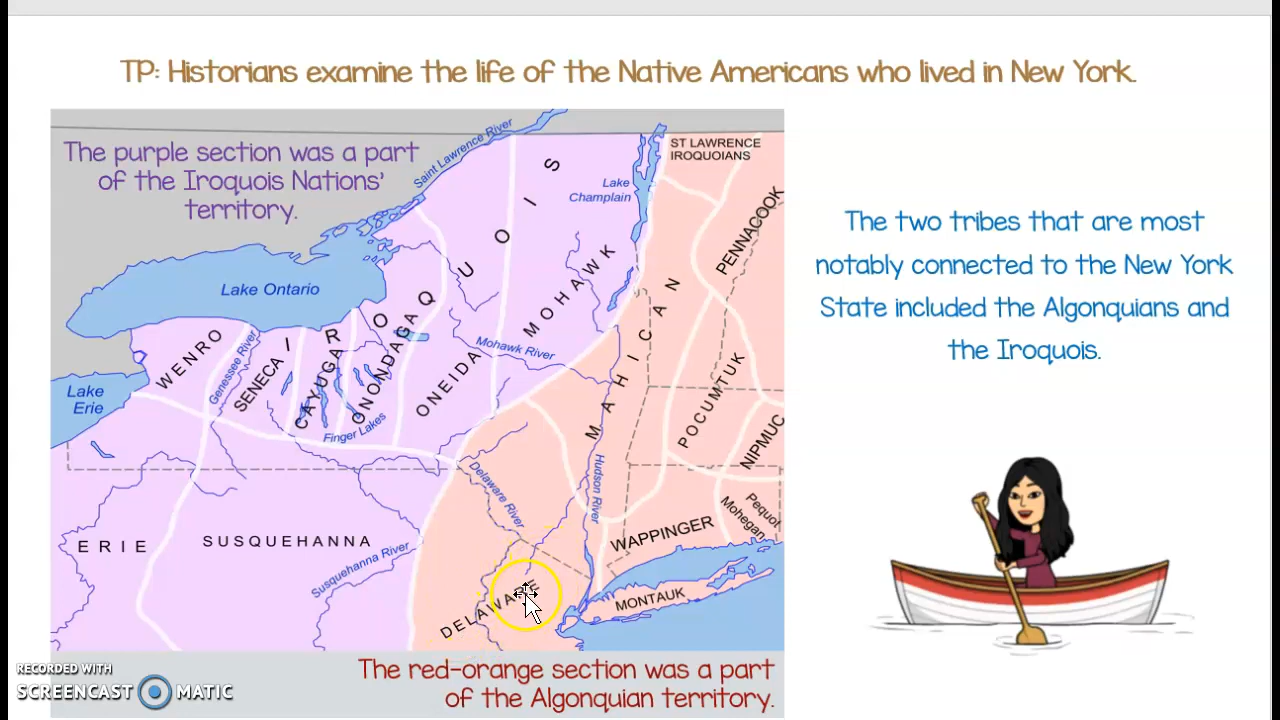 TP: Historians examine the life of the Native Americans who lived in New York.
The purple section was a part
of the Iroquois Nations'
territory.
Saint Lawrence River
ST LAWRENCE
IROQUOIANS
Lake
Champlain
PENNACOOK
IROQUOIS
Lake Ontario
MOHAWK
MAHICAN
Mohawk River
WENRO
Genessee River
SENECA
CAYUGA
ONONDAGA
ONEIDA
Finger Lakes
Lake
Erie
POCUMTUK
NIPMUC
Delaware River
Hudson River
Pequot
Mohegan
WAPPINGER
ERIE
SUSQUEHANNA
Susquehanna River
DELAWARE
MONTAUK
The red-orange section was a part
of the Algonquian territory.
The two tribes that are most
notably connected to the New York
State included the Algonquians and
the Iroquois.
RECORDED WITH
SCREENCAST MATIC